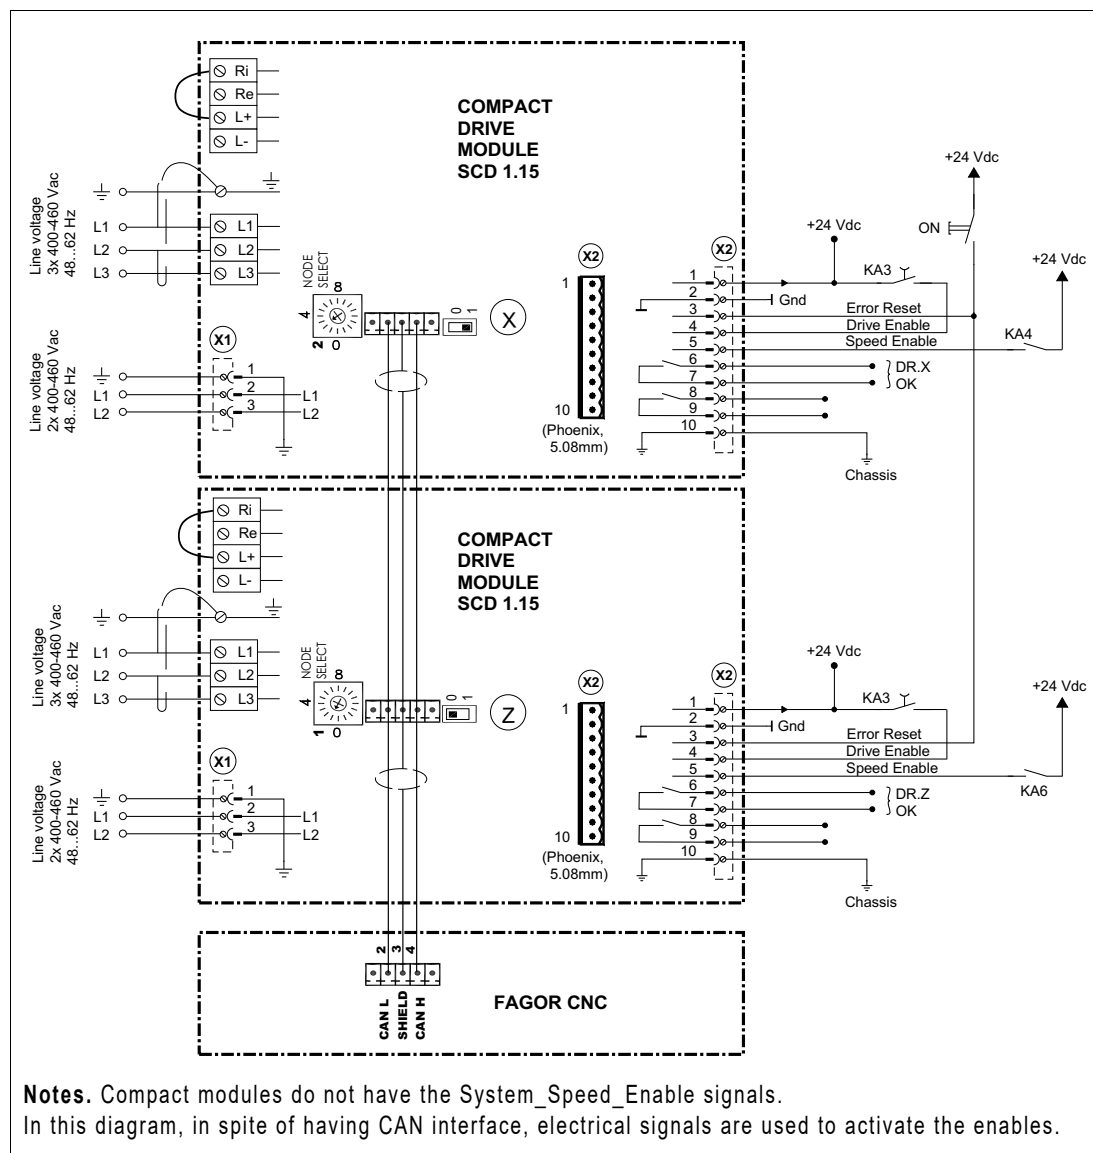 COMPACT
DRIVE
MODULE
SCD 1.15
Ri
Re
L+
L-
Line voltage
3x 400-460 Vac
48...62 Hz
L1
L2
L3
L1
L2
L3
NODE
SELECT
8
4
2
0
0
1
X
X1
Line voltage
2x 400-460 Vac
48...62 Hz
L1
L2
1
2
3
L1
L2
X2
1
10
(Phoenix,
5.08mm)
X2
1
2
3
4
5
6
7
8
9
10
+24 Vdc
+24 Vdc
ON
+24 Vdc
KA3
Gnd
Error Reset
Drive Enable
Speed Enable
KA4
DR.X
OK
Chassis
COMPACT
DRIVE
MODULE
SCD 1.15
Ri
Re
L+
L-
Line voltage
3x 400-460 Vac
48...62 Hz
L1
L2
L3
L1
L2
L3
NODE
SELECT
8
4
1
0
0
1
Z
X1
Line voltage
2x 400-460 Vac
48...62 Hz
L1
L2
1
2
3
L1
L2
X2
1
10
(Phoenix,
5.08mm)
X2
1
2
3
4
5
6
7
8
9
10
+24 Vdc
+24 Vdc
KA3
Gnd
Error Reset
Drive Enable
Speed Enable
KA6
DR.Z
OK
Chassis
2
3
4
CAN L
SHIELD
CAN H
FAGOR CNC
Notes. Compact modules do not have the System_Speed_Enable signals.
In this diagram, in spite of having CAN interface, electrical signals are used to activate the enables.